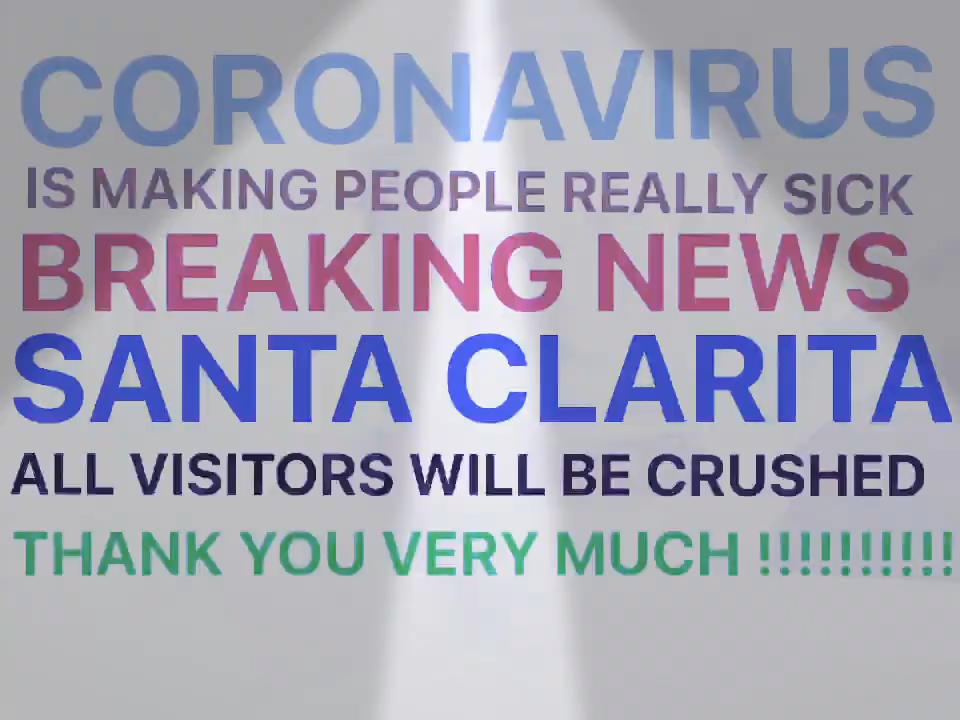 CORONAVIRUS
IS MAKING PEOPLE REALLY SICK
BREAKING NEWS
SANTA CLARITA
ALL VISITORS WILL BE CRUSHED
THANK YOU VERY MUCH !!!!!!!!!!